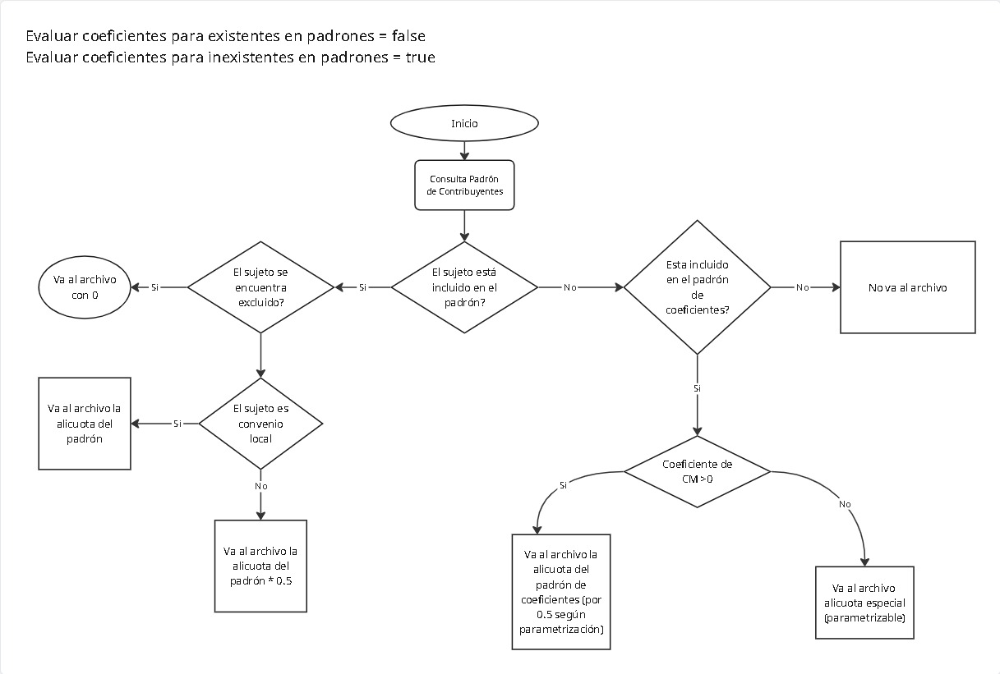 Evaluar coeficientes para existentes en padrones = false
Evaluar coeficientes para inexistentes en padrones = true
Inicio
Consulta Padrón
de Contribuyentes
El sujeto está
incluido en el
padrón?
Si
No
El sujeto se
encuentra
excluido?
Si
Va al archivo
con 0
Esta incluido
en el padrón
de
coeficientes?
No
No va al archivo
Si
El sujeto es
convenio
local
Si
Va al archivo la
alicuota del
padrón
No
Va al archivo la
alicuota del
padrón * 0.5
Coeficiente de
CM >0
Si
No
Va al archivo la
alicuota del
padrón de
coeficientes (por
0.5 según
parametrización)
Va al archivo
alicuota especial
(parametrizable)